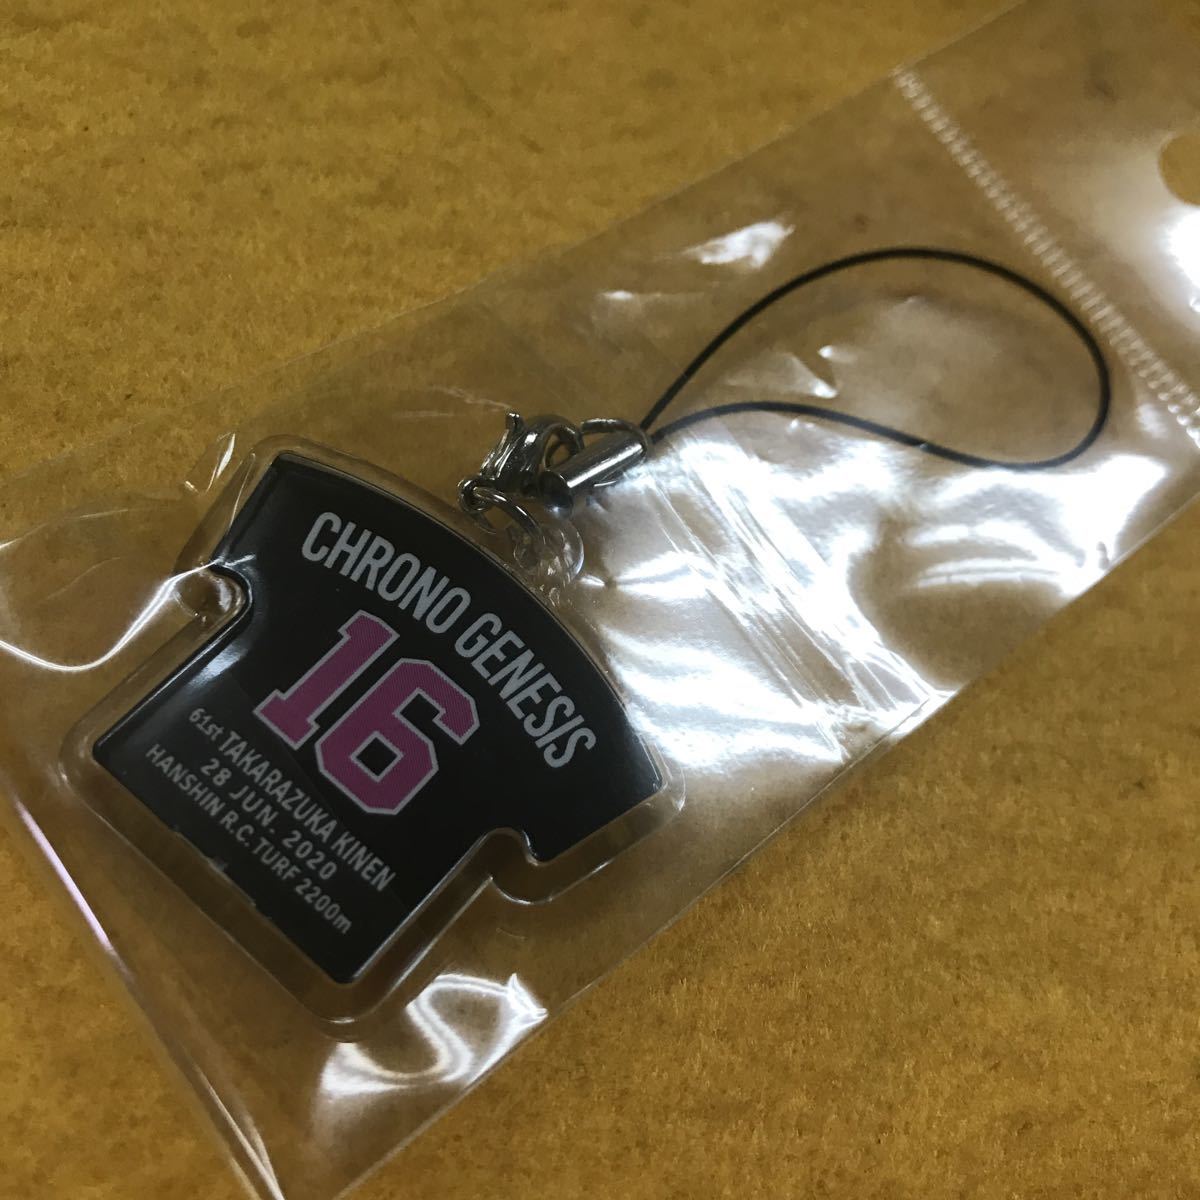 CHRONO GENESIS
16
61st TAKARAZUKA KINEN
28 JUN. 2020
HANSHIN R.C. TURF 2200m